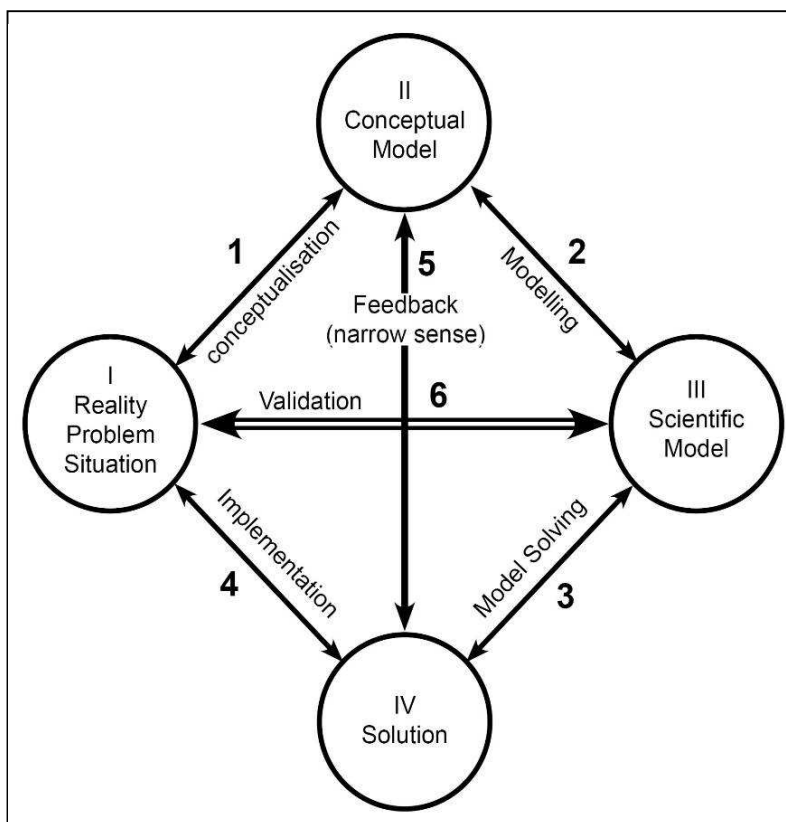 II
Conceptual
Model
1
conceptualisation
5
2
Modelling
Feedback
(narrow sense)
I
Reality
Problem
Situation
Validation
6
III
Scientific
Model
Implementation
4
Model Solving
3
IV
Solution